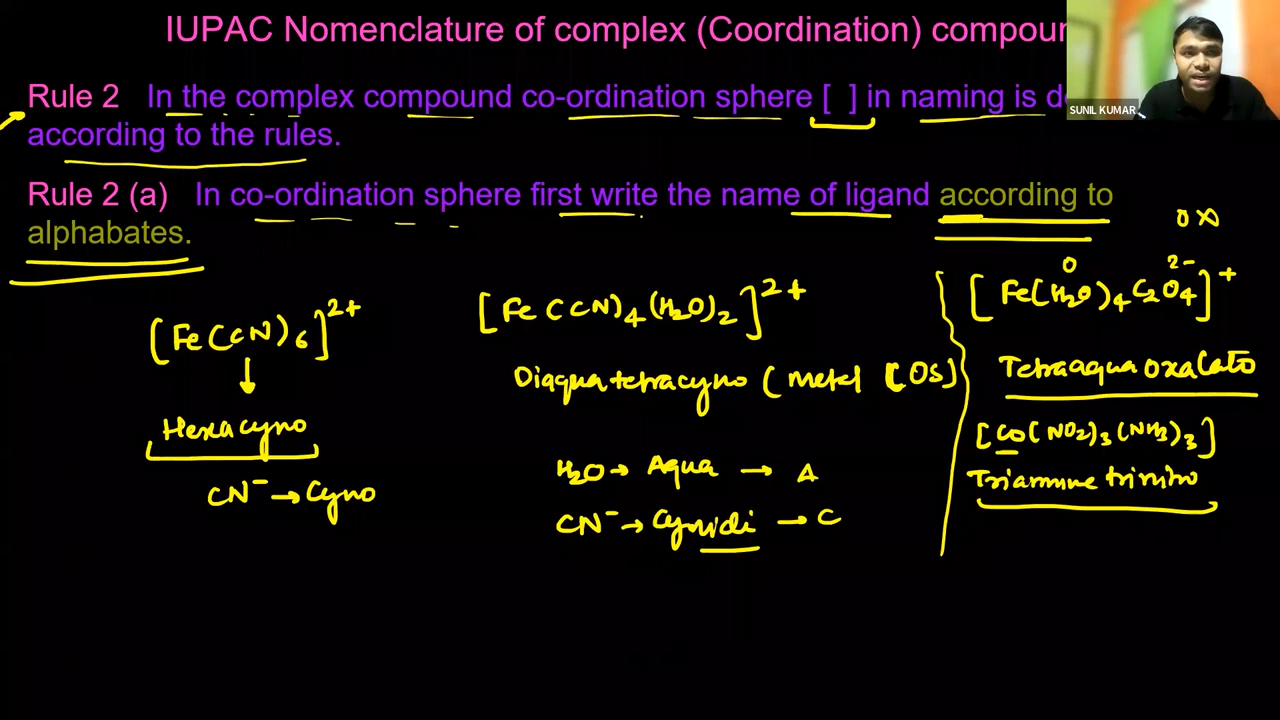 IUPAC Nomenclature of complex (Coordination) compoun
Rule 2 In the complex compound co-ordination sphere [ ] in naming is d
according to the rules.
SUNIL KUMAR
Rule 2 (a) In co-ordination sphere first write the name of ligand according to
alphabates.
[Fe(CN)6]2+
Hexacyno
CN- → Cyno
[Fe(CN)4(H2O)2]2+
Diaquatetracyno (Metal (OS)
H2O → Aqua → A
CN- → Cynidi → C
ox
0 2-
[Fe(H2O)4C2O4]+
Tetraaquaoxalato
[Co(NO2)3(NH3)3]
Triammine trinitro